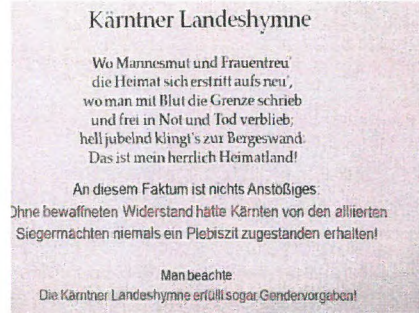 Kärntner Landeshymne
Wo Mannesmut und Frauentreu'
die Heimat sich erstritt aufs neu',
wo man mit Blut die Grenze schrieb
und frei in Not und Tod verblieb;
hell jubelnd klingt's zur Bergeswand:
Das ist mein herrlich Heimatland!
An diesem Faktum ist nichts Anstößiges:
Ohne bewaffneten Widerstand hätte Kärnten von den alliierten
Siegermächten niemals ein Plebiszit zugestanden erhalten!
Man beachte:
Die Kärntner Landeshymne erfüllt sogar Gendervorgaben!